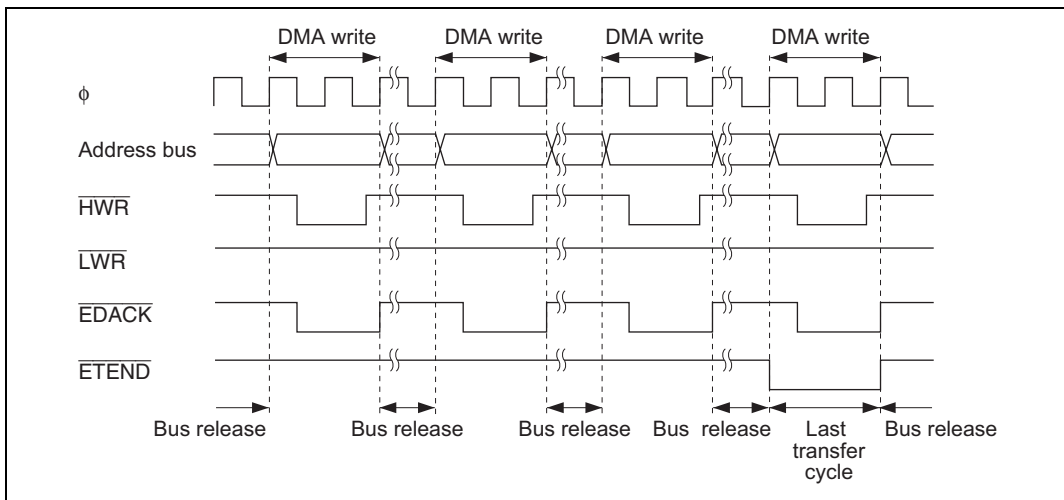 DMA write DMA write DMA write DMA write
φ
Address bus
HWR
LWR
EDACK
ETEND
Bus release Bus release Bus release Bus release Last transfer cycle Bus release